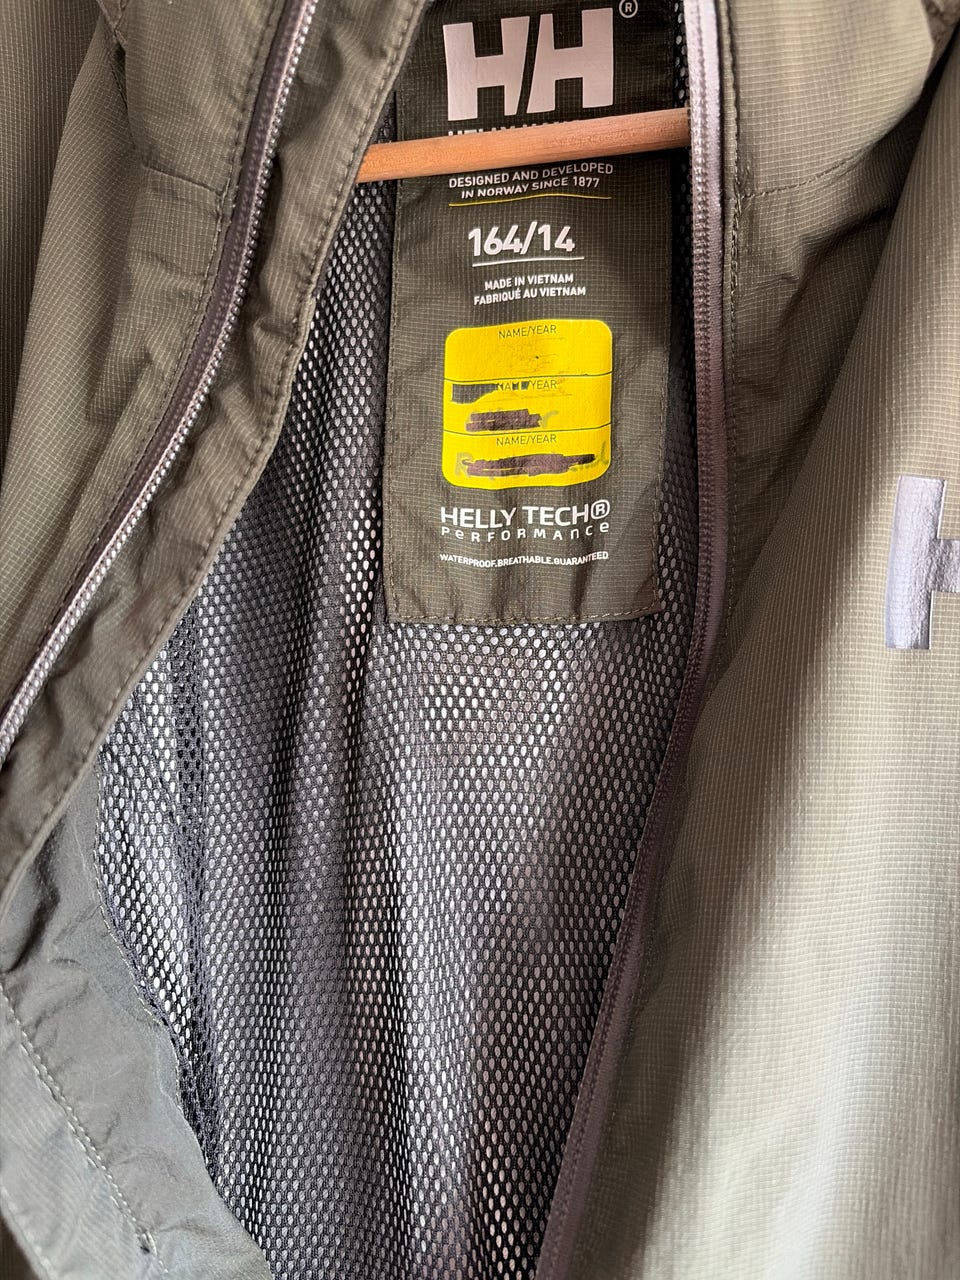 HH®
DESIGNED AND DEVELOPED
IN NORWAY SINCE 1877
164/14
MADE IN VIETNAM
FABRIQUÉ AU VIETNAM
NAME/YEAR
NAME/YEAR
NAME/YEAR
HELLY TECH®
PERFORMANCE
WATERPROOF.BREATHABLE.GUARANTEED
H